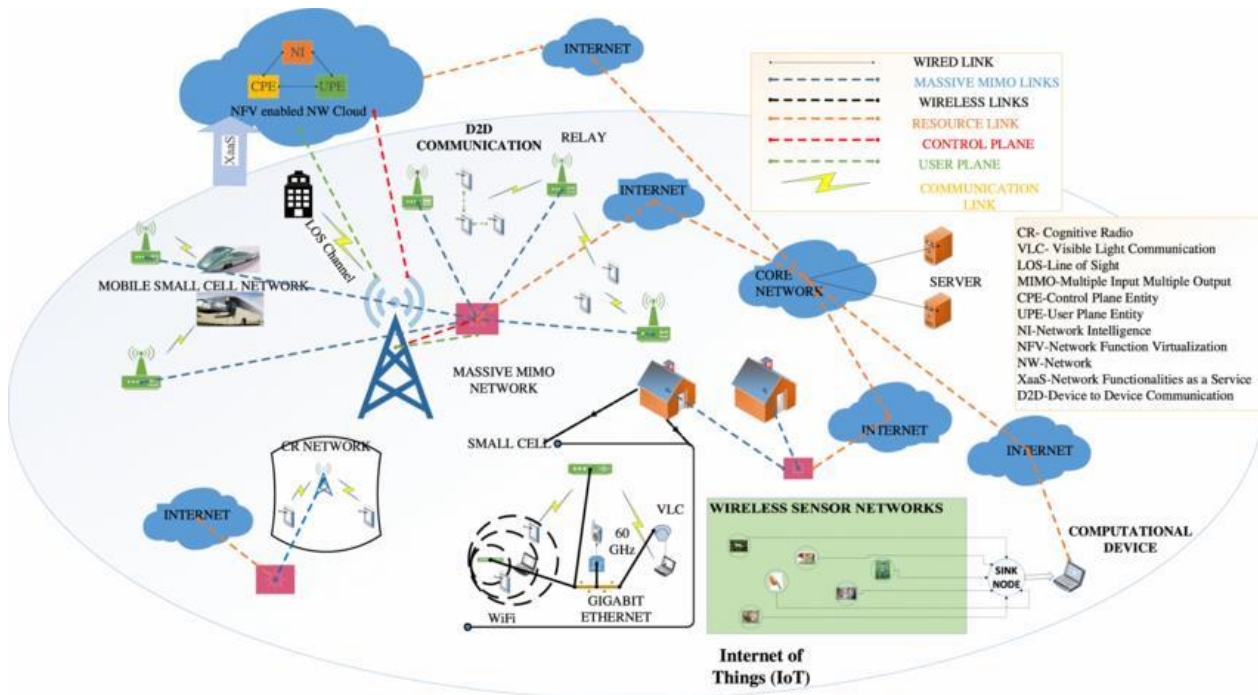 INTERNET
NI
CPE
UPE
NFV enabled NW Cloud
XaaS
D2D
COMMUNICATION
RELAY
INTERNET
LOS Channel
MOBILE SMALL CELL NETWORK
MASSIVE MIMO
NETWORK
CORE
NETWORK
SERVER
WIRED LINK
MASSIVE MIMO LINKS
WIRELESS LINKS
RESOURCE LINK
CONTROL PLANE
USER PLANE
COMMUNICATION
LINK
CR- Cognitive Radio
VLC- Visible Light Communication
LOS-Line of Sight
MIMO-Multiple Input Multiple Output
CPE-Control Plane Entity
UPE-User Plane Entity
NI-Network Intelligence
NFV-Network Function Virtualization
NW-Network
XaaS-Network Functionalities as a Service
D2D-Device to Device Communication
SMALL CELL
INTERNET
INTERNET
CR NETWORK
INTERNET
VLC
60
GHz
WiFi
GIGABIT
ETHERNET
WIRELESS SENSOR NETWORKS
SINK
NODE
COMPUTATIONAL
DEVICE
Internet of
Things (IoT)